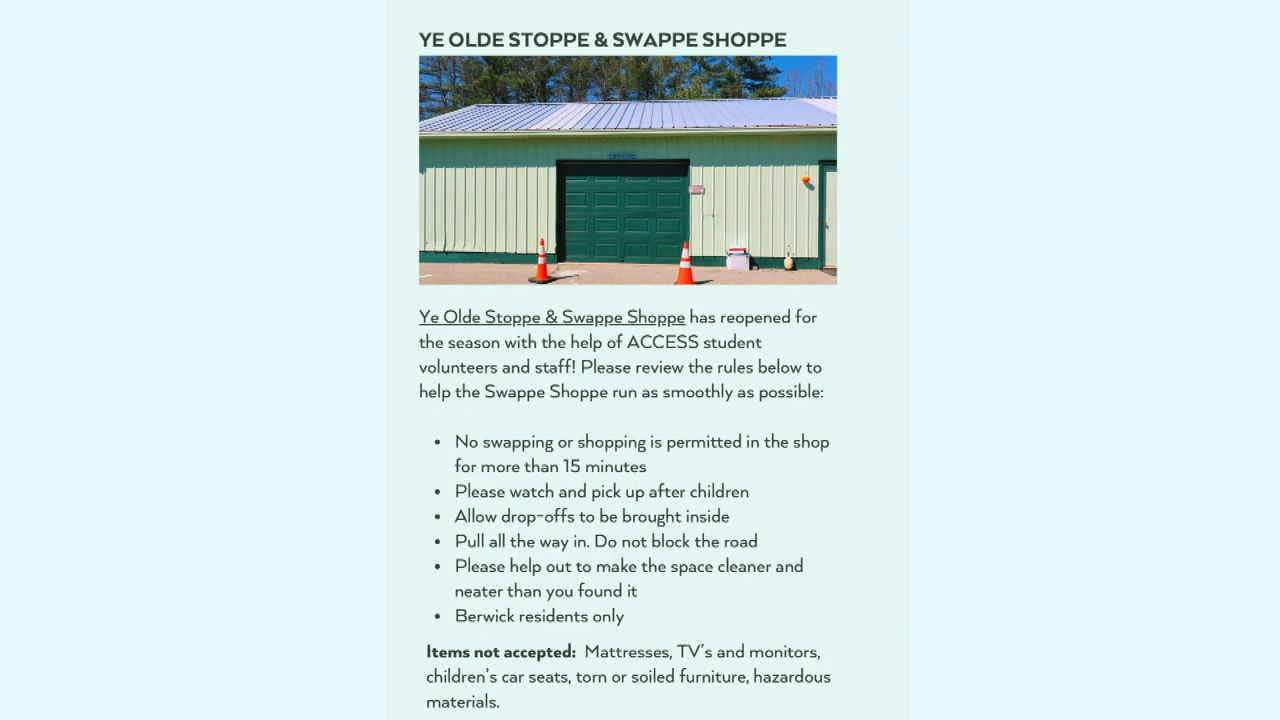 YE OLDE STOPPE & SWAPPE SHOPPE
Ye Olde Stoppe & Swappe Shoppe has reopened for
the season with the help of ACCESS student
volunteers and staff! Please review the rules below to
help the Swappe Shoppe run as smoothly as possible:
• No swapping or shopping is permitted in the shop
for more than 15 minutes
• Please watch and pick up after children
• Allow drop-offs to be brought inside
• Pull all the way in. Do not block the road
• Please help out to make the space cleaner and
neater than you found it
• Berwick residents only
Items not accepted: Mattresses, TV's and monitors,
children's car seats, torn or soiled furniture, hazardous
materials.